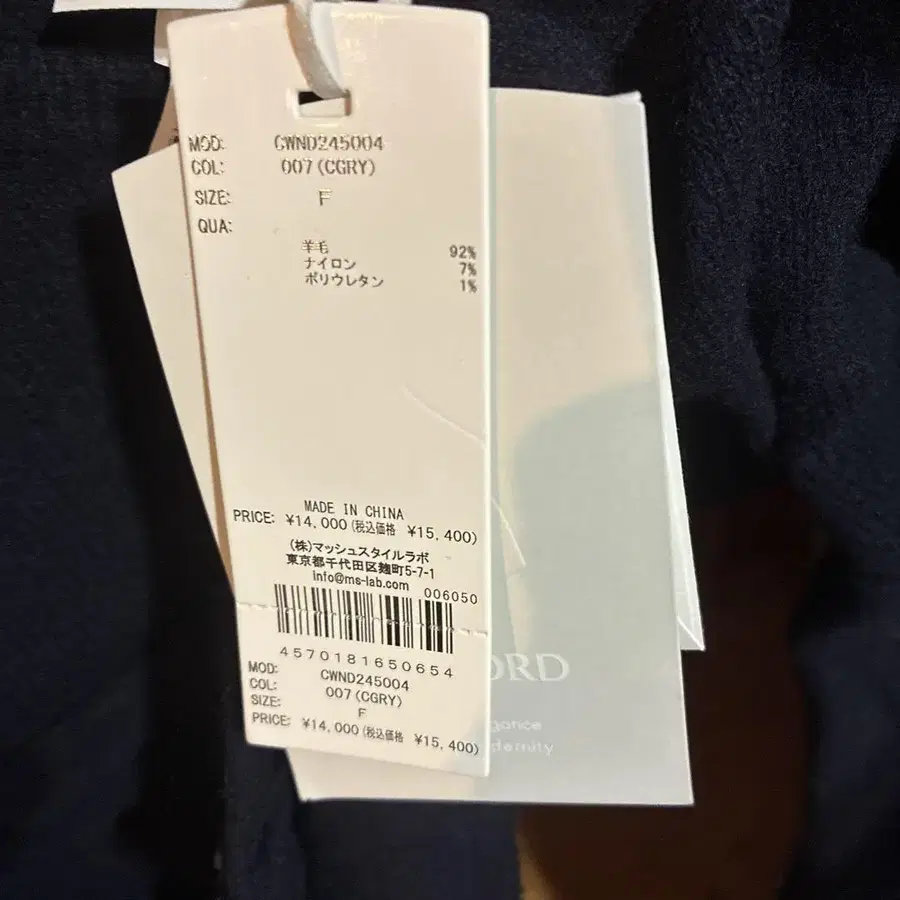 MOD: CWND245004
COL: 007(CGRY)
SIZE: F
QUA:
羊毛 92%
ナイロン 7%
ポリウレタン 1%
MADE IN CHINA
PRICE: ¥14,000(税込価格 ¥15,400)
(株)マッシュスタイルラボ
東京都千代田区麹町5-7-1
info@ms-lab.com
006050
4570181650654
MOD: CWND245004
COL: 007(CGRY)
SIZE: F
PRICE: ¥14,000(税込価格 ¥15,400)
ORD
gance
dernity